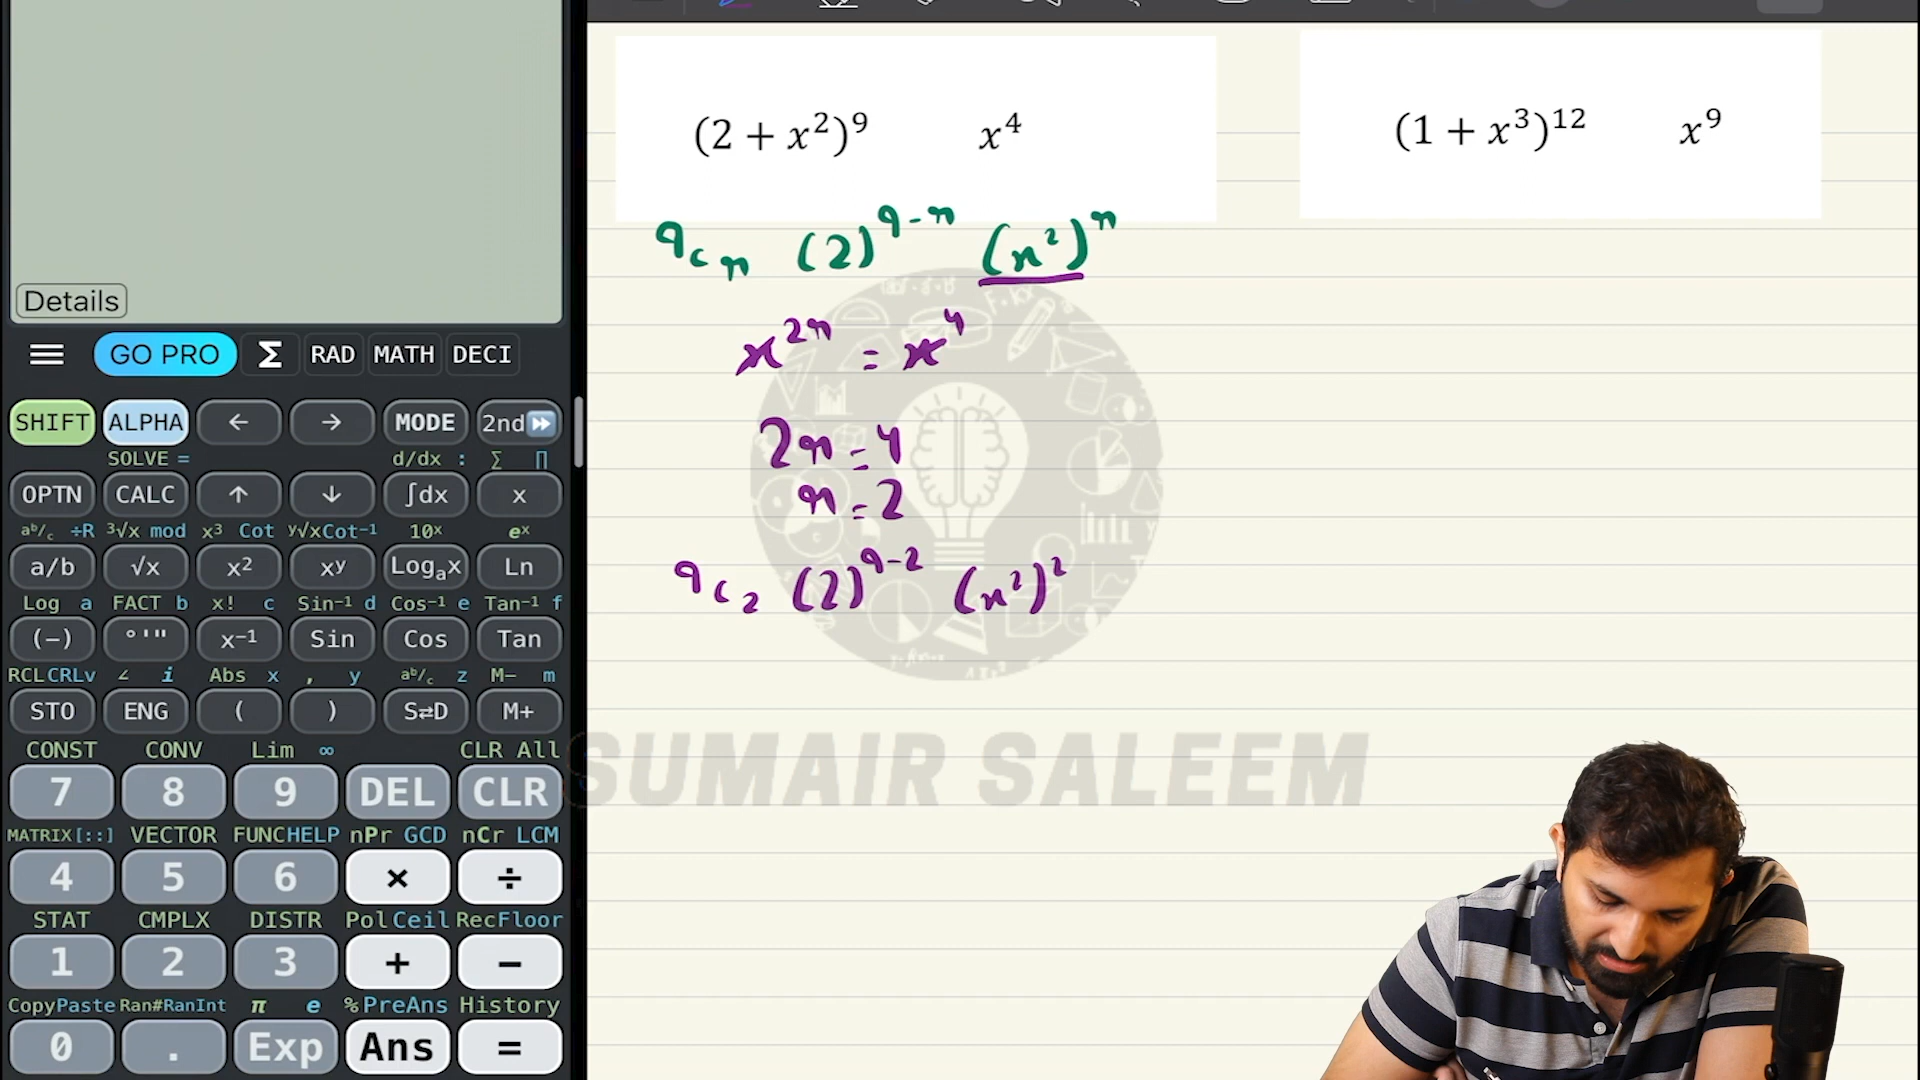 Details
GO PRO Σ RAD MATH DECI
SHIFT ALPHA ← → MODE 2nd⏩
SOLVE = d/dx : ∑ ∏
OPTN CALC ↑ ↓ ∫dx x
aᵇ/c ÷R ³√x mod x³ Cot ʸ√x Cot⁻¹ 10ˣ eˣ
a/b √x x² xʸ Logₐx Ln
Log a FACT b x! c Sin⁻¹ d Cos⁻¹ e Tan⁻¹ f
(−) °'" x⁻¹ Sin Cos Tan
RCL CRLv ∠ i Abs x , y aᵇ/c z M− m
STO ENG ( ) S⇄D M+
CONST CONV Lim ∞ CLR All
7 8 9 DEL CLR
MATRIX[::] VECTOR FUNC HELP nPr GCD nCr LCM
4 5 6 × ÷
STAT CMPLX DISTR Pol Ceil Rec Floor
1 2 3 + −
Copy Paste Ran# RanInt π e % PreAns History
0 . Exp Ans =
(2 + x²)⁹ x⁴
⁹Cₙ (2)⁹⁻ⁿ (x²)ⁿ
x²ⁿ = x⁴
2n = 4
n = 2
⁹C₂ (2)⁹⁻² (x²)²
(1 + x³)¹² x⁹
SUMAIR SALEEM